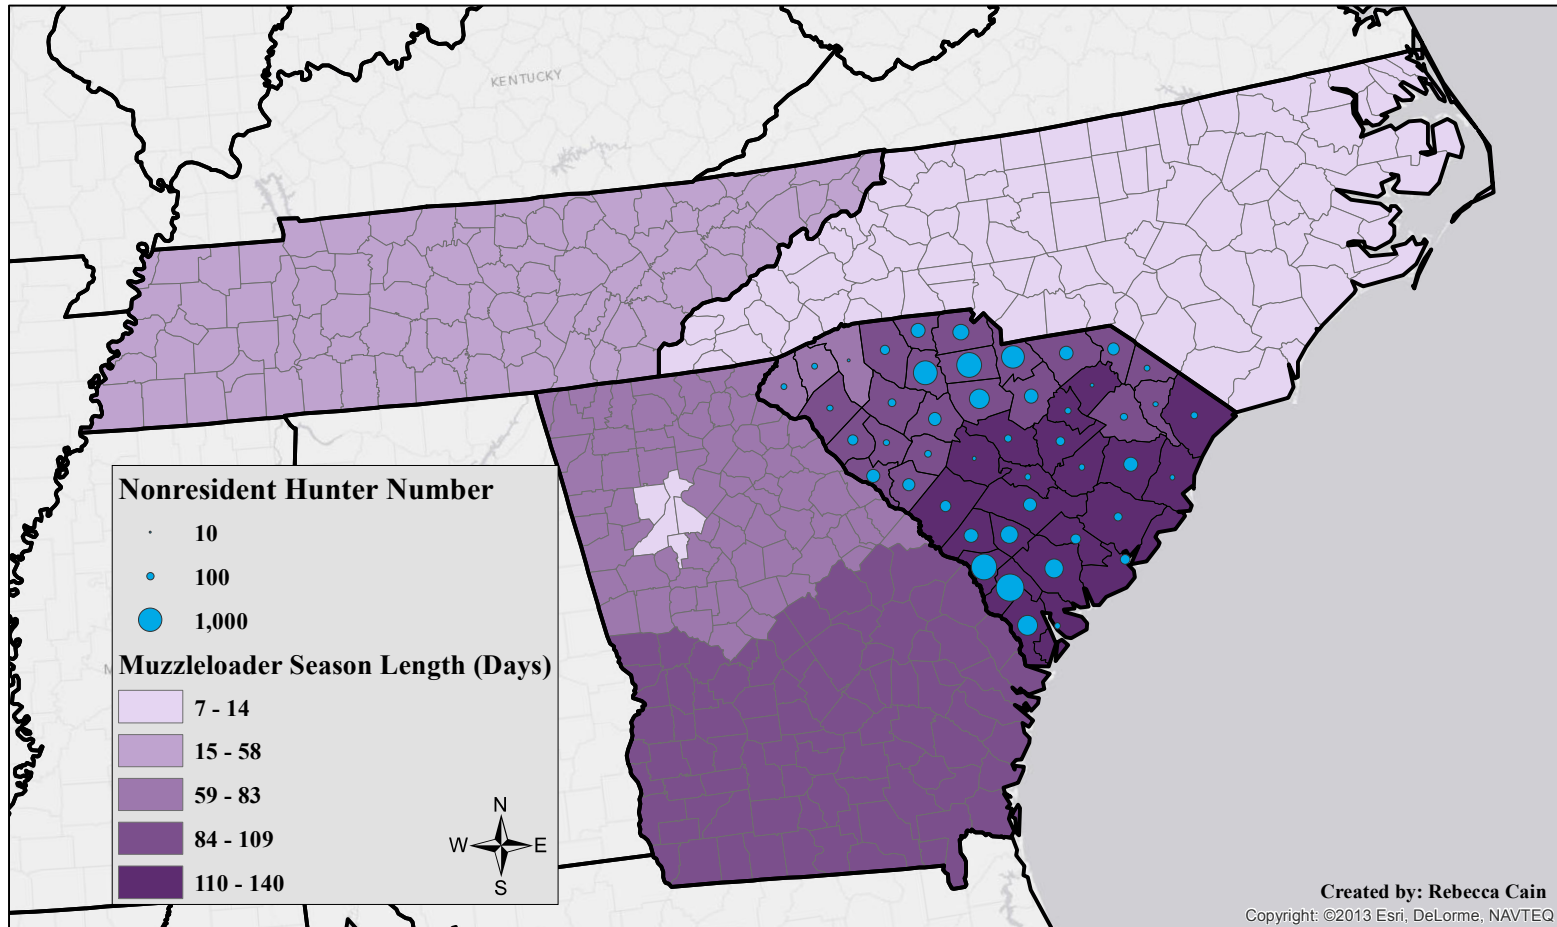 KENTUCKY
Nonresident Hunter Number
10
100
1,000
Muzzleloader Season Length (Days)
7 - 14
15 - 58
59 - 83
84 - 109
110 - 140
N
W E
S
Created by: Rebecca Cain
Copyright: ©2013 Esri, DeLorme, NAVTEQ